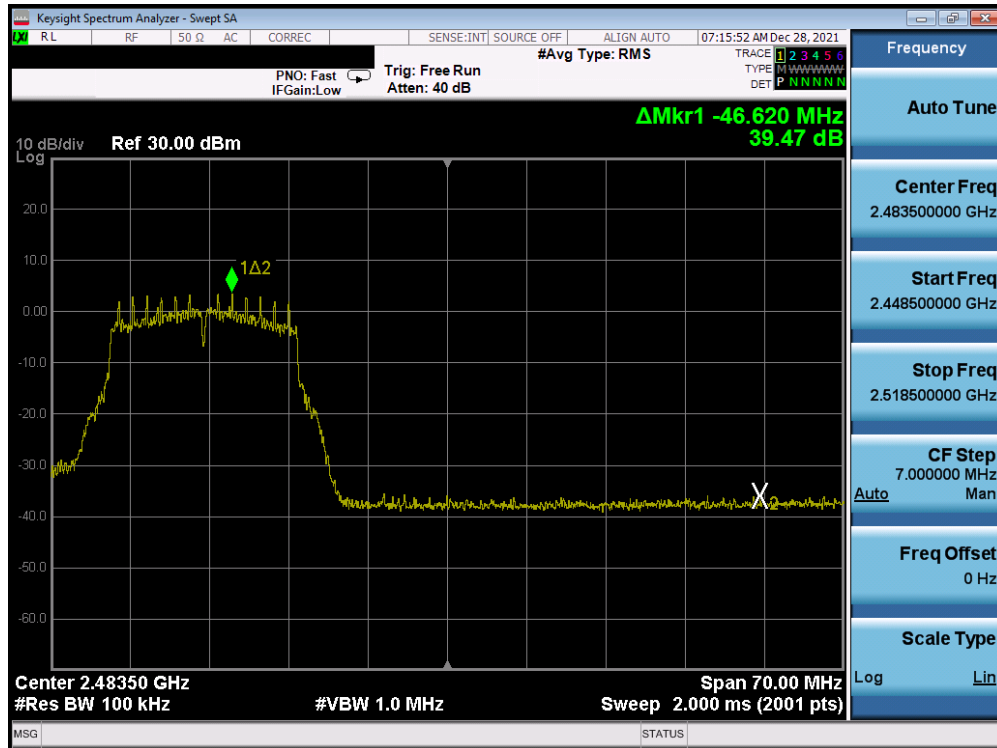 Keysight Spectrum Analyzer - Swept SA
LXI RL RF 50 Ω AC CORREC SENSE:INT SOURCE OFF ALIGN AUTO 07:15:52 AM Dec 28, 2021
#Avg Type: RMS
TRACE 1 2 3 4 5 6
TYPE M WWWWW
DET P N N N N N
PNO: Fast
IFGain:Low
Trig: Free Run
Atten: 40 dB
ΔMkr1 -46.620 MHz
39.47 dB
10 dB/div
Log
Ref 30.00 dBm
20.0
10.0
0.00
-10.0
-20.0
-30.0
-40.0
-50.0
-60.0
1Δ2
X2
Center 2.48350 GHz
#Res BW 100 kHz
#VBW 1.0 MHz
Span 70.00 MHz
Sweep 2.000 ms (2001 pts)
MSG
STATUS
Frequency
Auto Tune
Center Freq
2.483500000 GHz
Start Freq
2.448500000 GHz
Stop Freq
2.518500000 GHz
CF Step
7.000000 MHz
Auto Man
Freq Offset
0 Hz
Scale Type
Log Lin